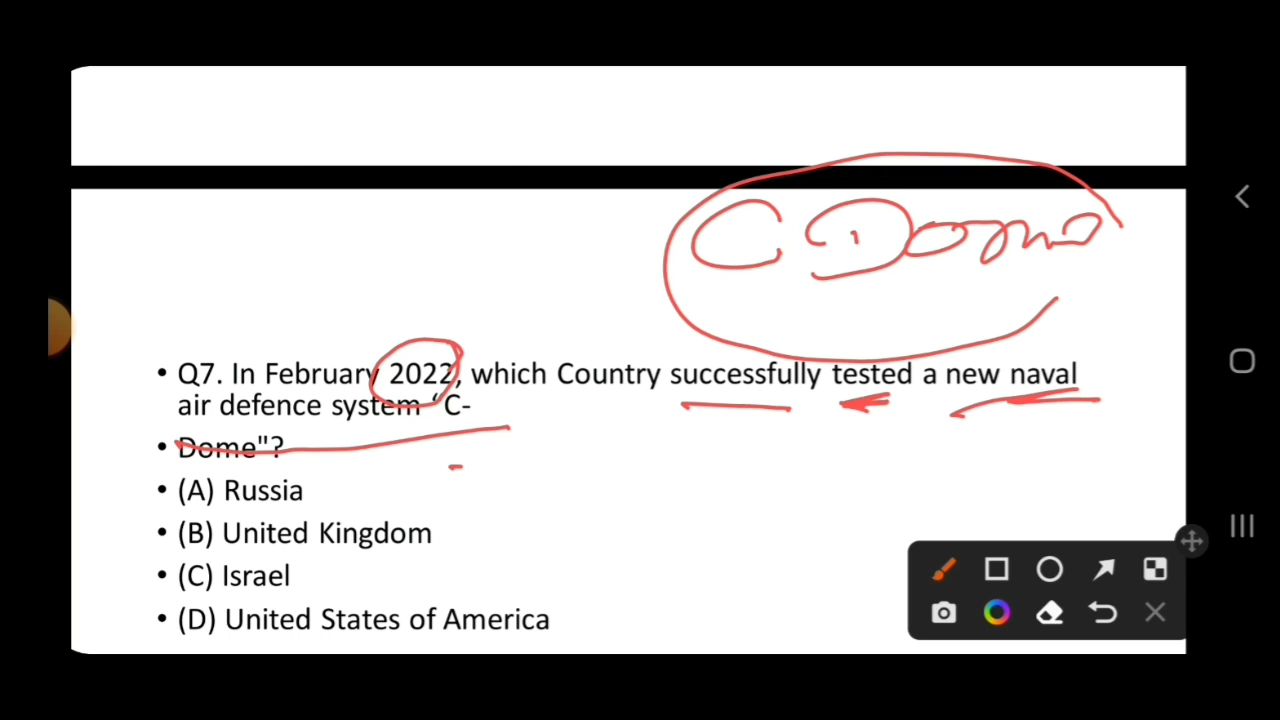 C Dome
• Q7. In February 2022, which Country successfully tested a new naval
air defence system “C-
• Dome"?
• (A) Russia
• (B) United Kingdom
• (C) Israel
• (D) United States of America